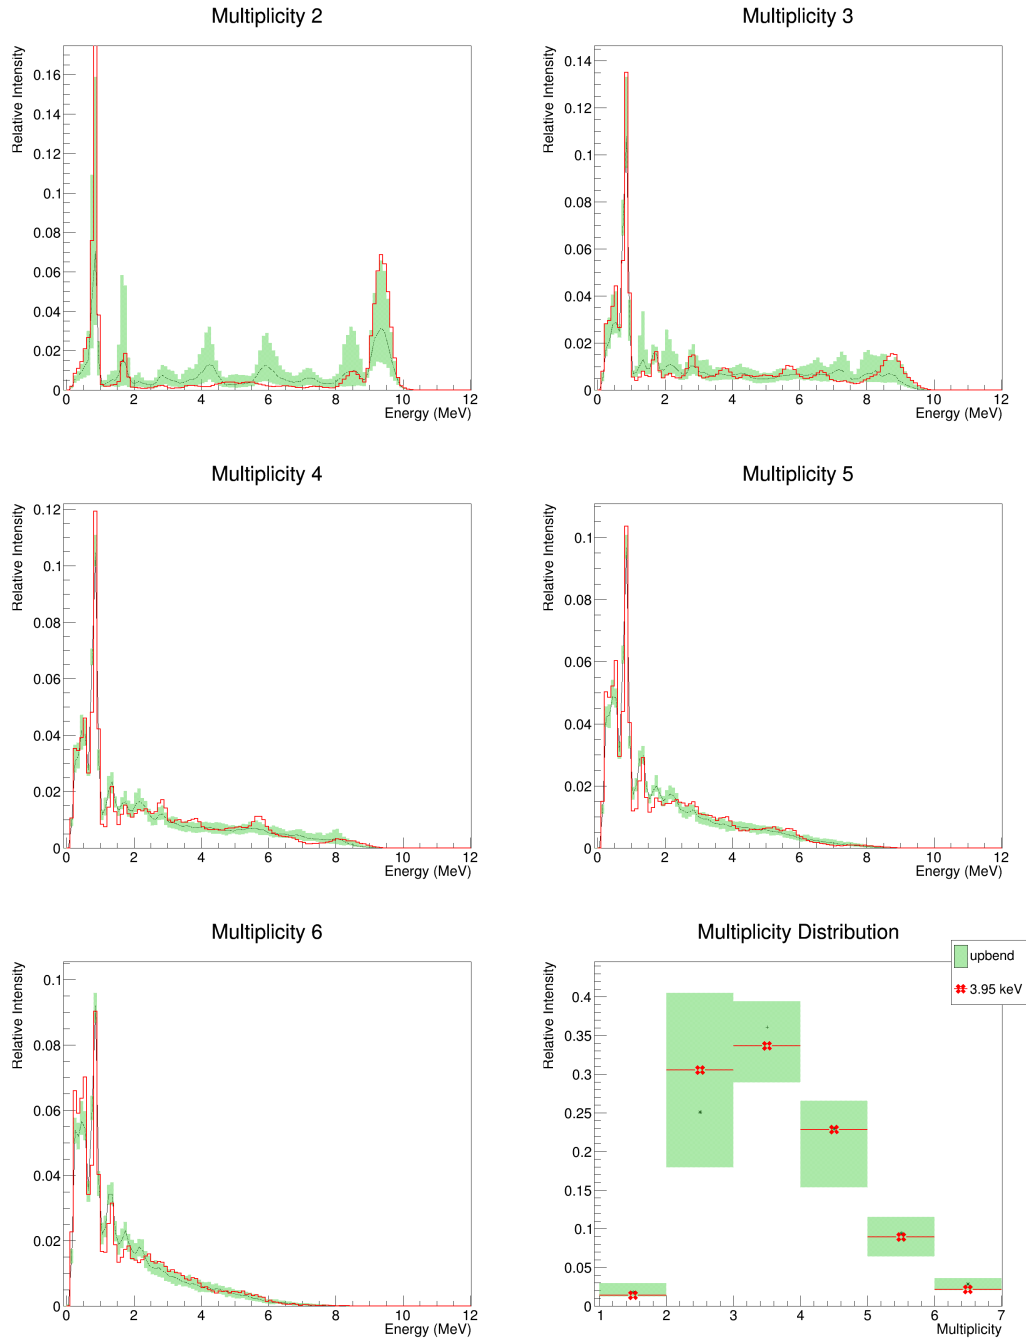 Multiplicity 2
Relative Intensity
0.16
0.14
0.12
0.1
0.08
0.06
0.04
0.02
0
0 2 4 6 8 10 12
Energy (MeV)
Multiplicity 3
Relative Intensity
0.14
0.12
0.1
0.08
0.06
0.04
0.02
0
0 2 4 6 8 10 12
Energy (MeV)
Multiplicity 4
Relative Intensity
0.12
0.1
0.08
0.06
0.04
0.02
0
0 2 4 6 8 10 12
Energy (MeV)
Multiplicity 5
Relative Intensity
0.1
0.08
0.06
0.04
0.02
0
0 2 4 6 8 10 12
Energy (MeV)
Multiplicity 6
Relative Intensity
0.1
0.08
0.06
0.04
0.02
0
0 2 4 6 8 10 12
Energy (MeV)
Multiplicity Distribution
Relative Intensity
upbend
3.95 keV
0.4
0.35
0.3
0.25
0.2
0.15
0.1
0.05
0
1 2 3 4 5 6 7
Multiplicity